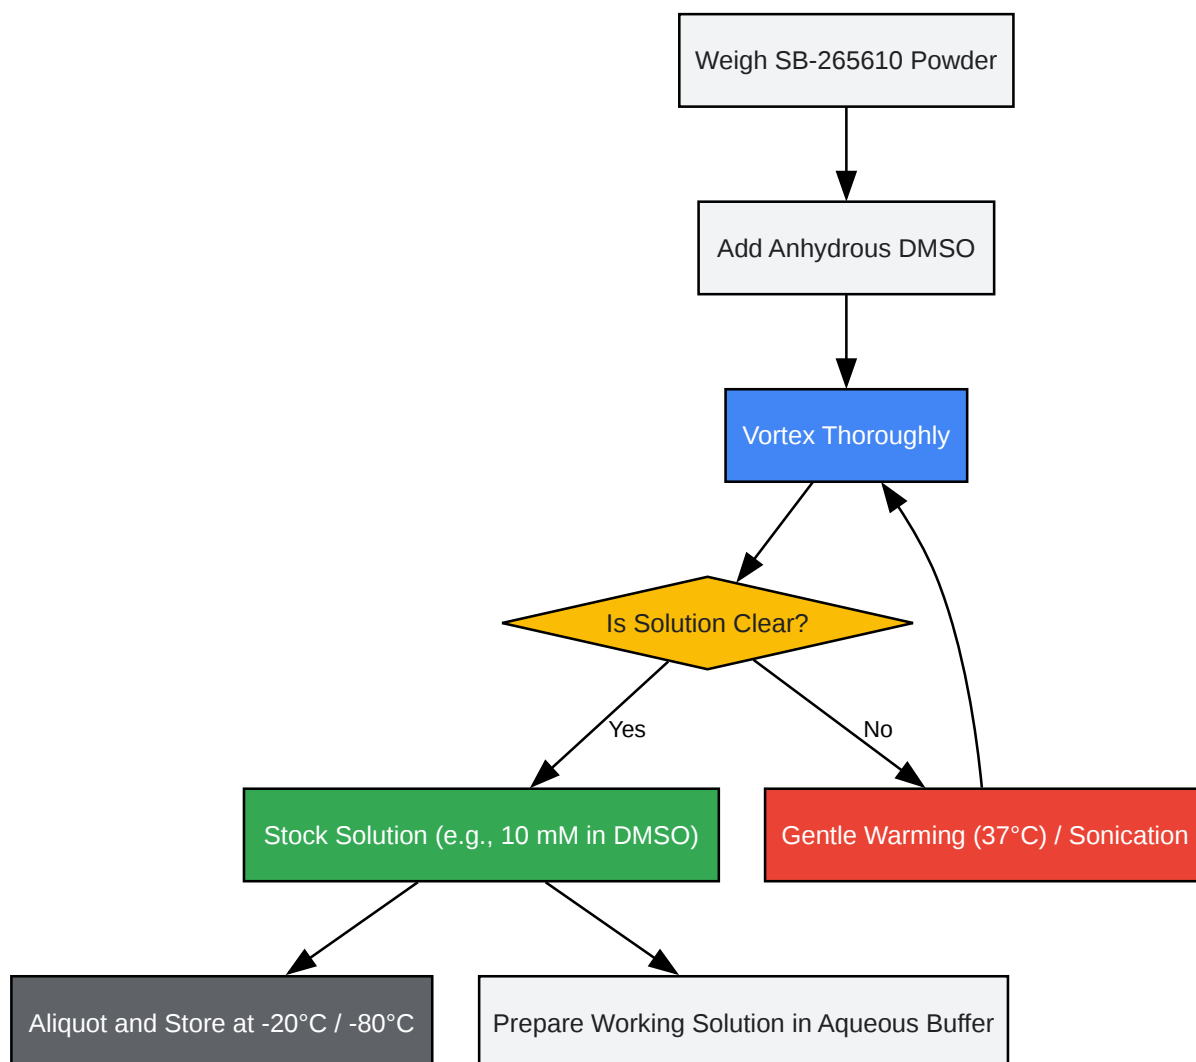 Weigh SB-265610 Powder
Add Anhydrous DMSO
Vortex Thoroughly
Is Solution Clear?
Yes
No
Stock Solution (e.g., 10 mM in DMSO)
Gentle Warming (37°C) / Sonication
Aliquot and Store at -20°C / -80°C
Prepare Working Solution in Aqueous Buffer